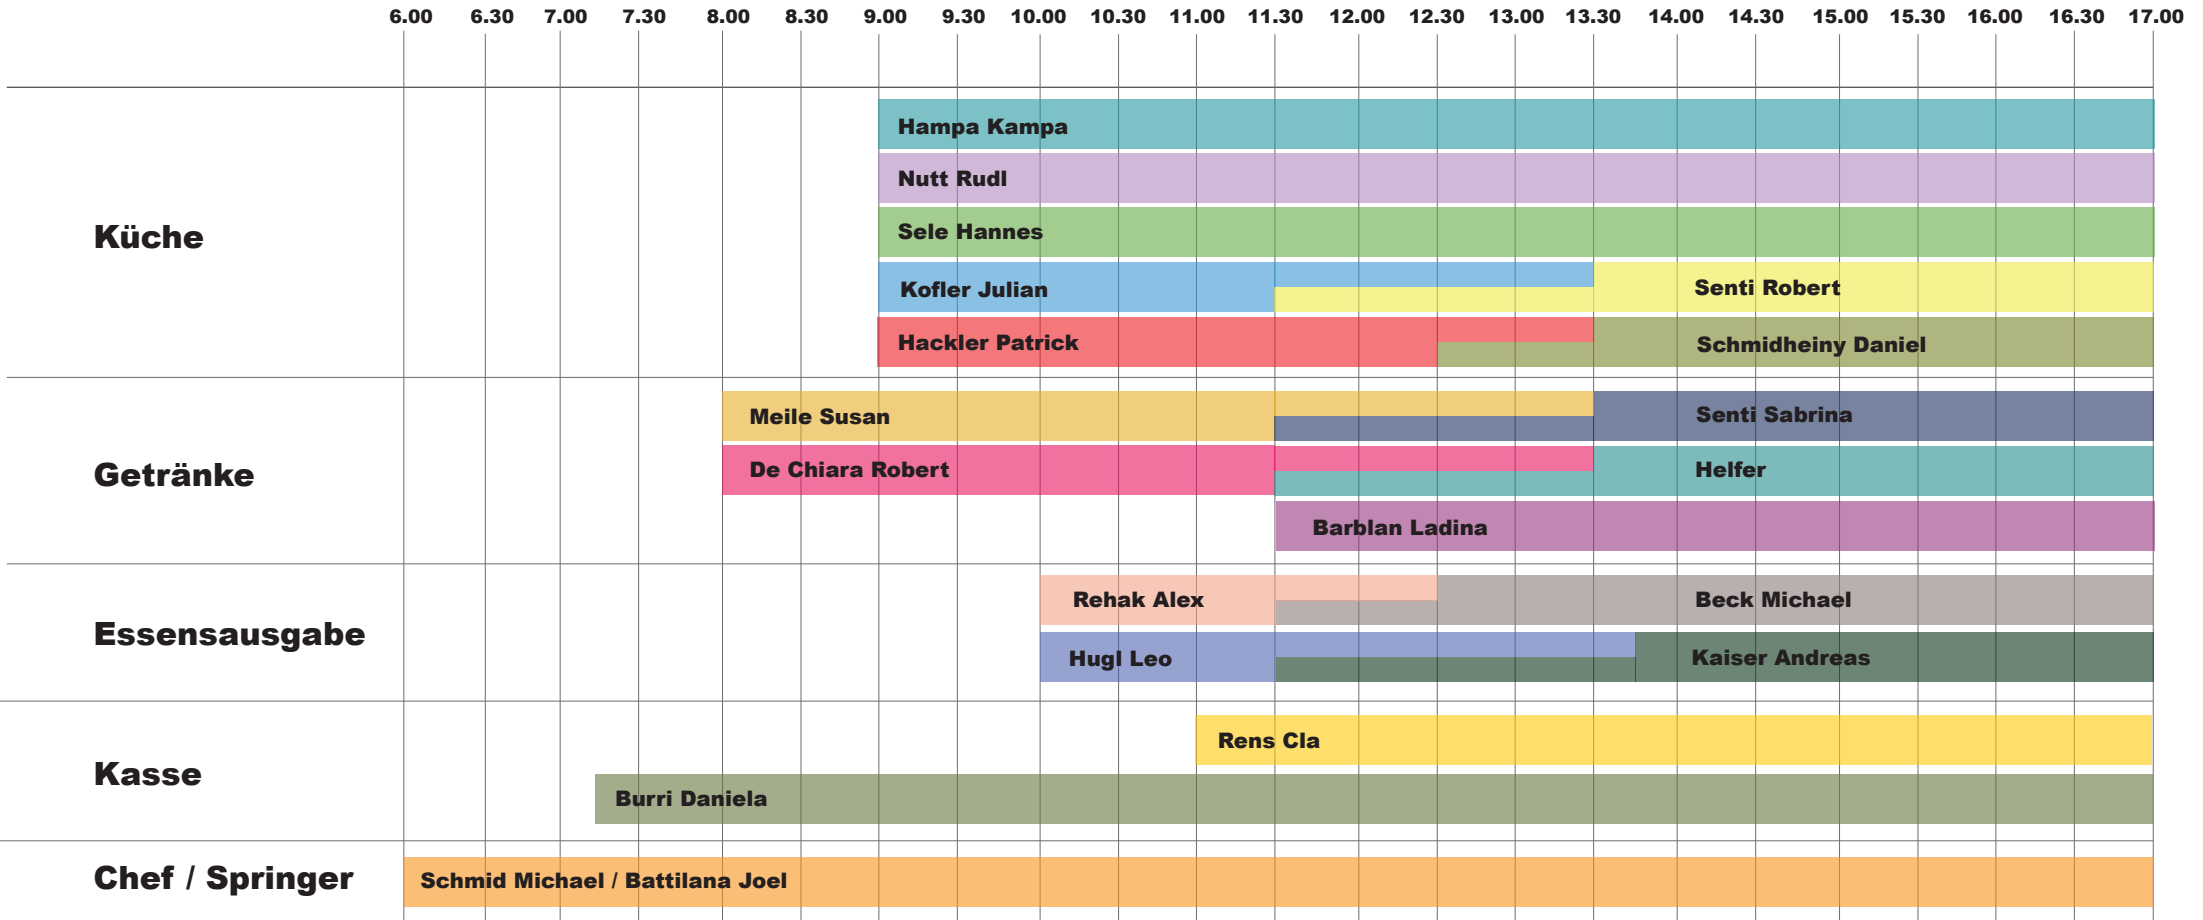 6.00 6.30 7.00 7.30 8.00 8.30 9.00 9.30 10.00 10.30 11.00 11.30 12.00 12.30 13.00 13.30 14.00 14.30 15.00 15.30 16.00 16.30 17.00
Küche
Hampa Kampa
Nutt Rudl
Sele Hannes
Kofler Julian
Senti Robert
Hackler Patrick
Schmidheiny Daniel
Getränke
Meile Susan
Senti Sabrina
De Chiara Robert
Helfer
Barblan Ladina
Essensausgabe
Rehak Alex
Beck Michael
Hugl Leo
Kaiser Andreas
Kasse
Rens Cla
Burri Daniela
Chef / Springer
Schmid Michael / Battilana Joel